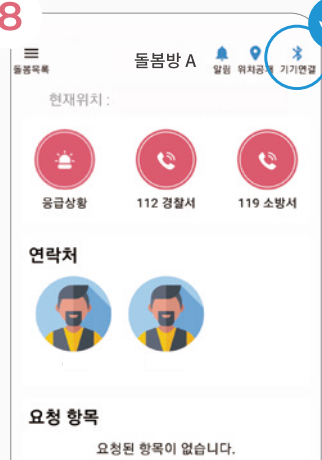 8
돌봄방 A
돌봄목록 알림 위치공개 기기연결
현재위치 :
응급상황 112 경찰서 119 소방서
연락처
요청 항목
요청된 항목이 없습니다.